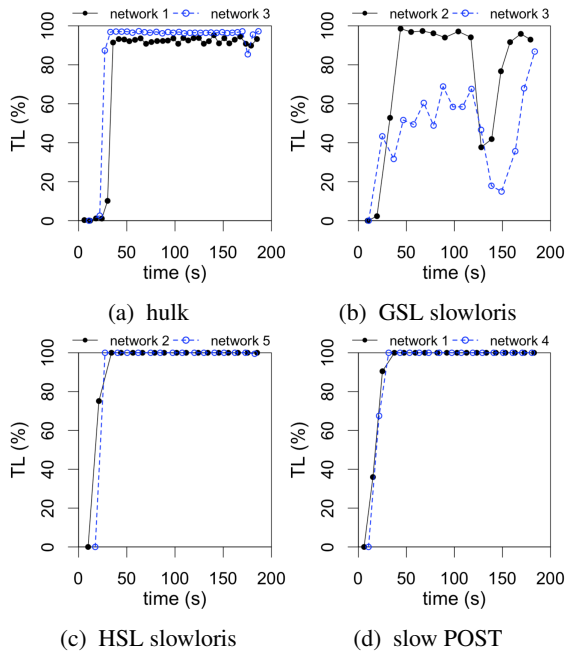 network 1 network 3
TL (%)
0 20 40 60 80 100
0 50 100 150 200
time (s)
(a) hulk
network 2 network 3
TL (%)
0 20 40 60 80 100
0 50 100 150 200
time (s)
(b) GSL slowloris
network 2 network 5
TL (%)
0 20 40 60 80 100
0 50 100 150 200
time (s)
(c) HSL slowloris
network 1 network 4
TL (%)
0 20 40 60 80 100
0 50 100 150 200
time (s)
(d) slow POST